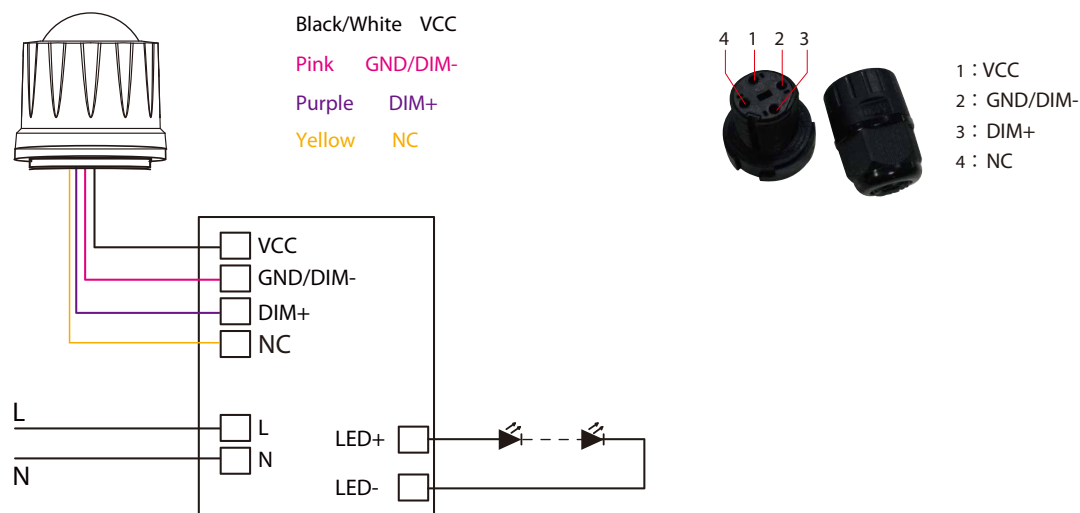 Black/White VCC
Pink GND/DIM-
Purple DIM+
Yellow NC
4 1 2 3
1：VCC
2：GND/DIM-
3：DIM+
4：NC
VCC
GND/DIM-
DIM+
NC
L
L
N
N
LED+
LED-